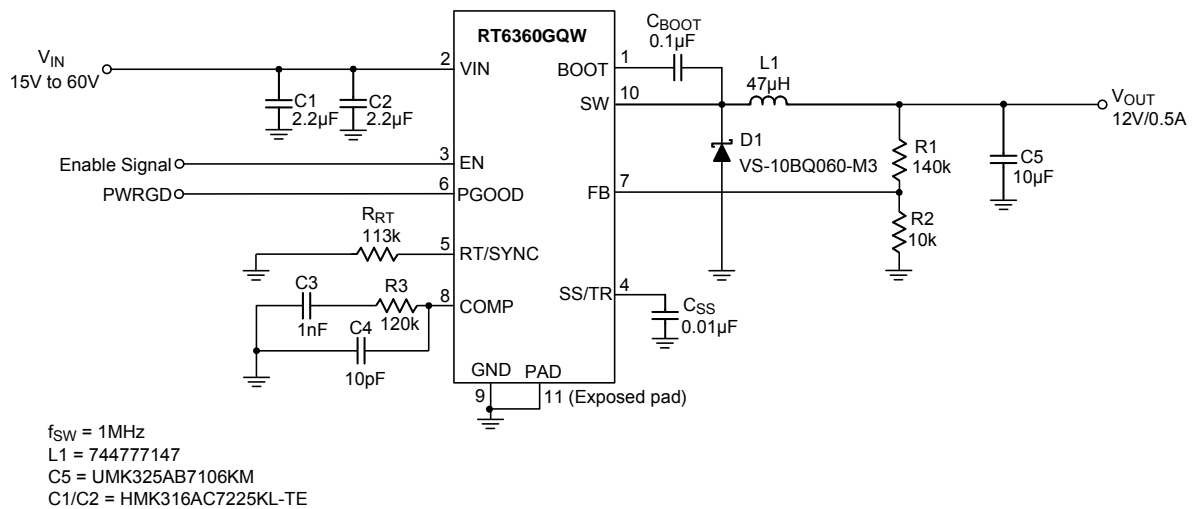 RT6360GQW
VIN
15V to 60V
2
VIN
C1
2.2µF
C2
2.2µF
Enable Signal
3
EN
PWRGD
6
PGOOD
RRT
113k
5
RT/SYNC
C3
1nF
R3
120k
8
COMP
C4
10pF
GND
9
PAD
11 (Exposed pad)
BOOT
1
CBOOT
0.1µF
SW
10
L1
47µH
D1
VS-10BQ060-M3
FB
7
R1
140k
R2
10k
C5
10µF
VOUT
12V/0.5A
SS/TR
4
CSS
0.01µF
fSW = 1MHz
L1 = 744777147
C5 = UMK325AB7106KM
C1/C2 = HMK316AC7225KL-TE